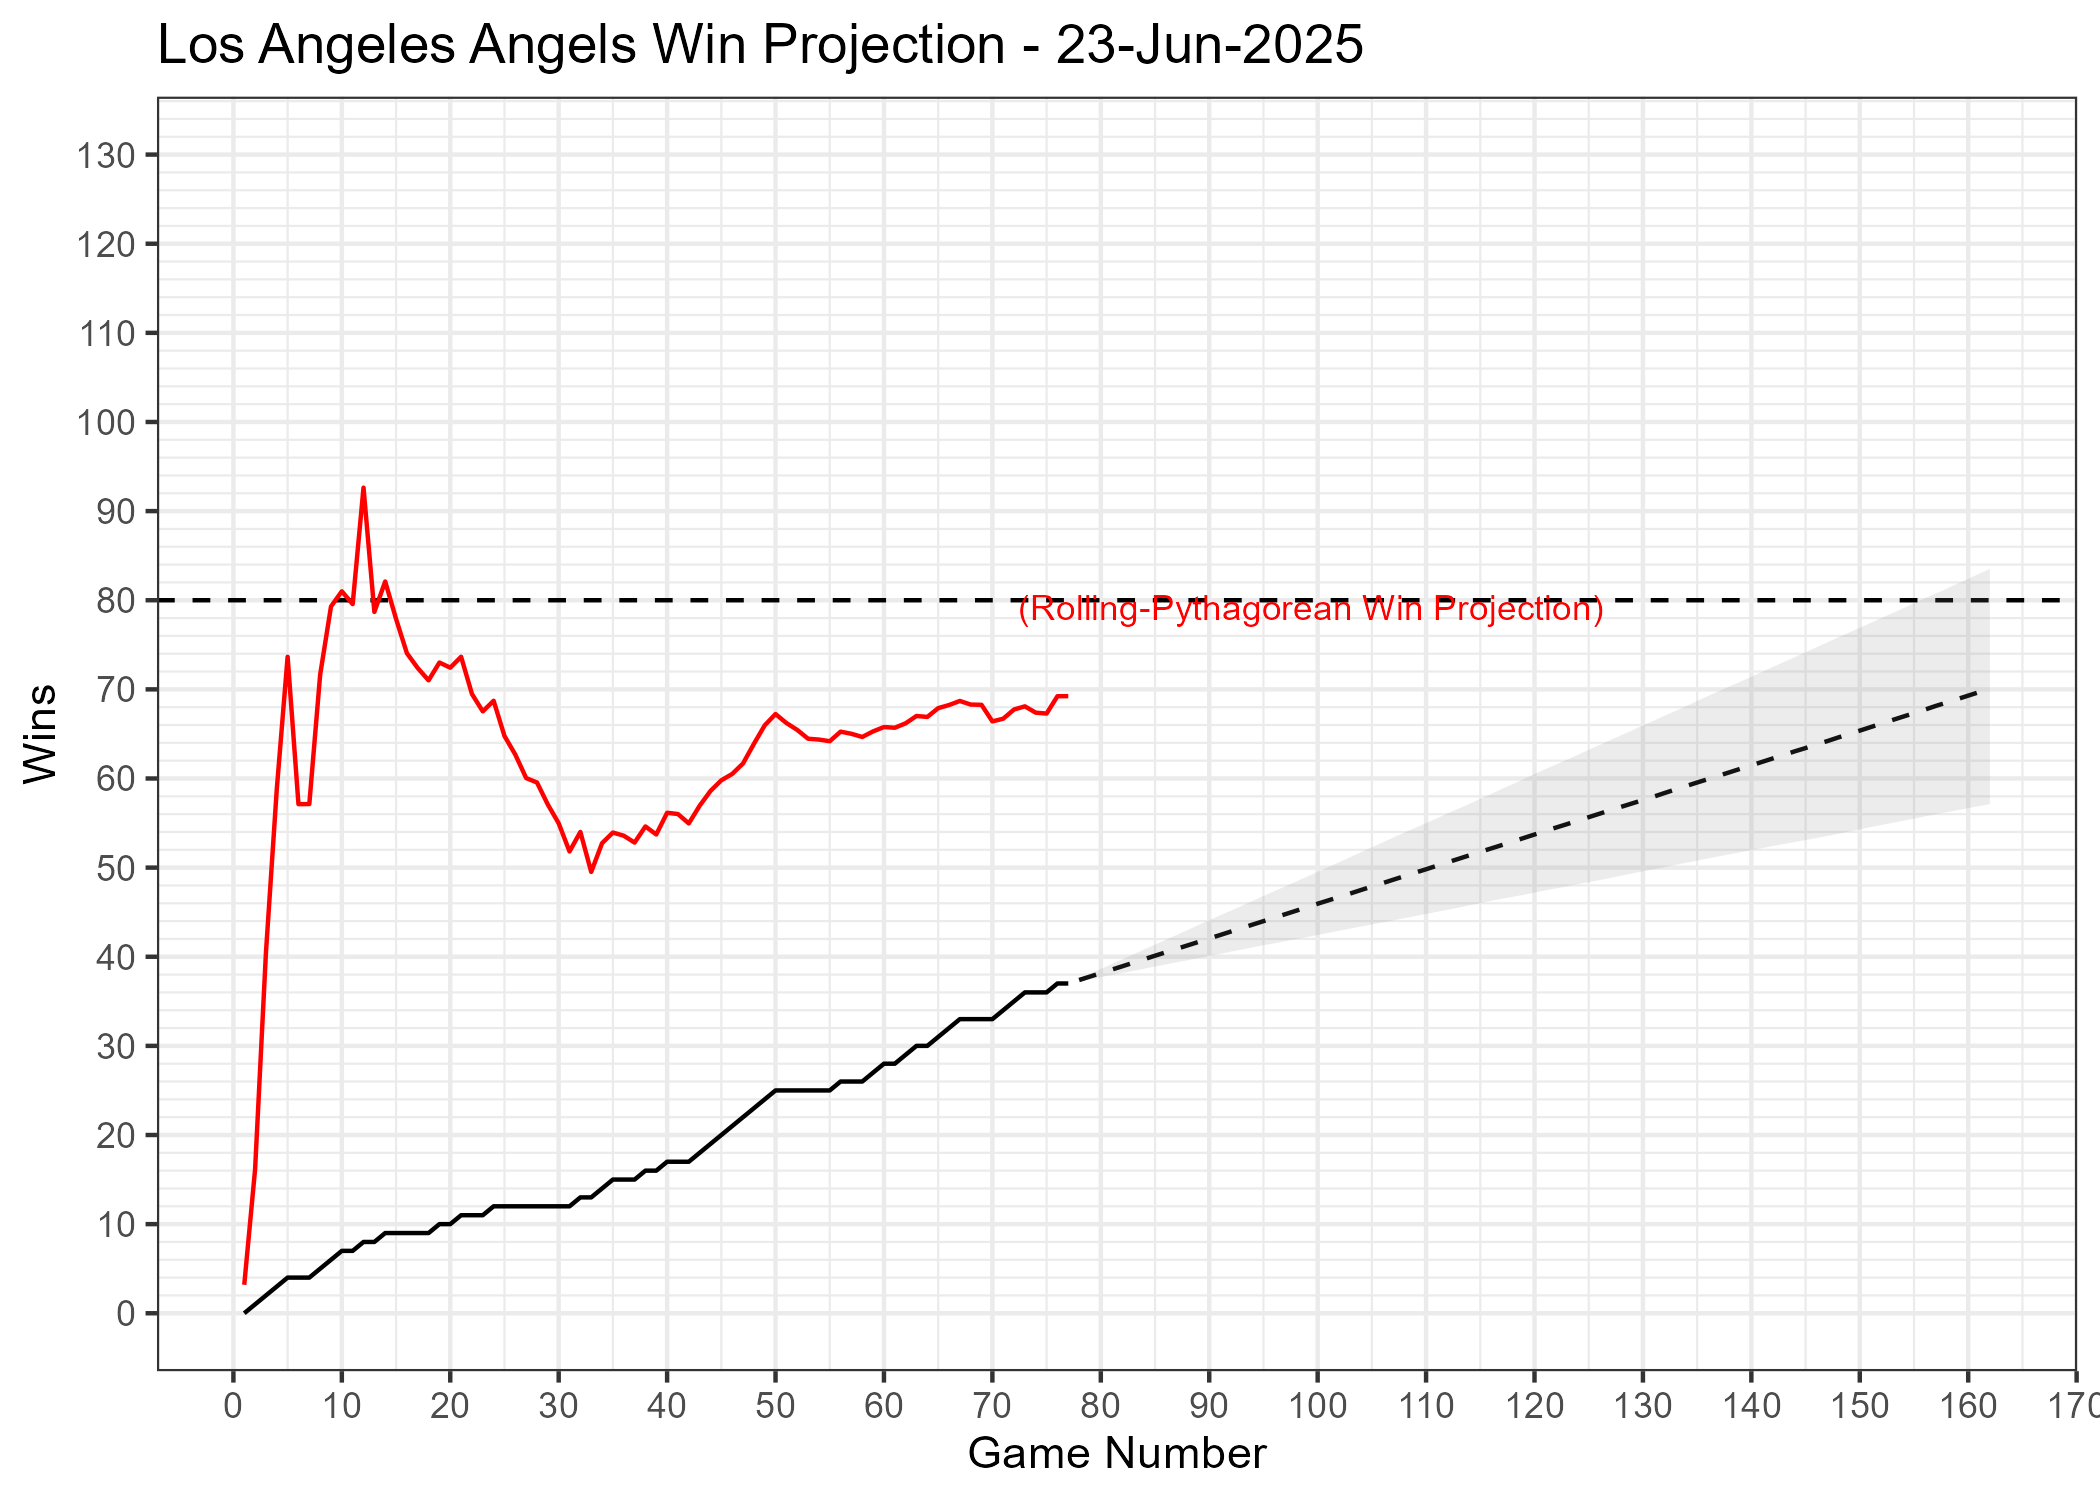 Los Angeles Angels Win Projection - 23-Jun-2025
130
120
110
100
90
80
70
60
50
40
30
20
10
0
Wins
(Rolling-Pythagorean Win Projection)
0 10 20 30 40 50 60 70 80 90 100 110 120 130 140 150 160 170
Game Number